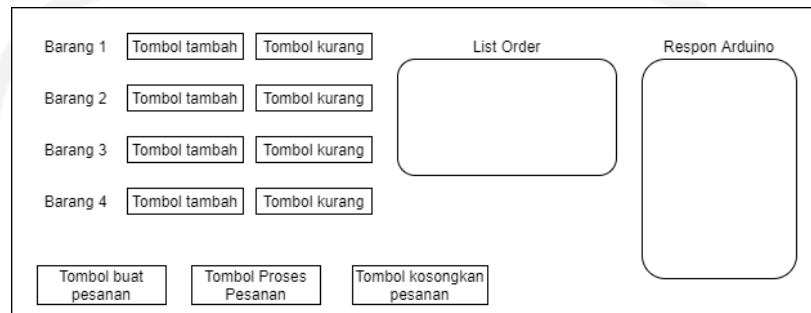 Barang 1 Tombol tambah Tombol kurang List Order Respon Arduino
Barang 2 Tombol tambah Tombol kurang
Barang 3 Tombol tambah Tombol kurang
Barang 4 Tombol tambah Tombol kurang
Tombol buat
pesanan
Tombol Proses
Pesanan
Tombol kosongkan
pesanan